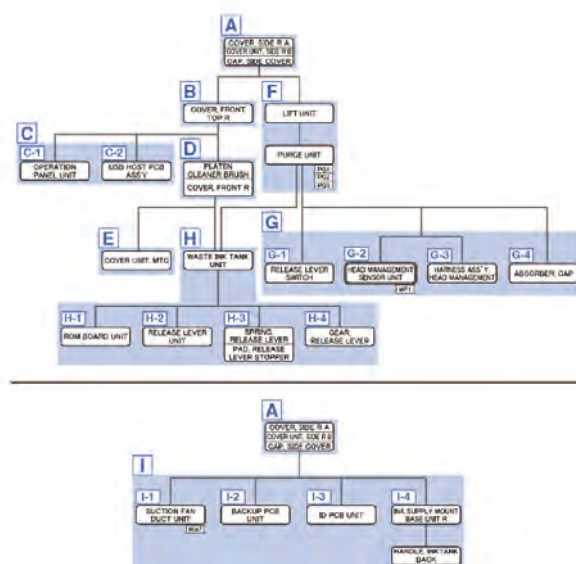 A
COVER, SIDE R A
COVER UNIT, SIDE R B
CAP, SIDE COVER
B
COVER, FRONT
TOP R
F
LIFT UNIT
C
C-1
OPERATION
PANEL UNIT
C-2
USB HOST PCB
ASS'Y
D
PLATEN
CLEANER BRUSH
COVER, FRONT R
PURGE UNIT
E
COVER UNIT, MTC
H
WASTE INK TANK
UNIT
G
G-1
RELEASE LEVER
SWITCH
G-2
HEAD MANAGEMENT
SENSOR UNIT
G-3
HARNESS ASS'Y,
HEAD MANAGEMENT
G-4
ABSORBER, CAP
H-1
ROM BOARD UNIT
H-2
RELEASE LEVER
UNIT
H-3
SPRING,
RELEASE LEVER
PAD, RELEASE
LEVER STOPPER
H-4
GEAR,
RELEASE LEVER
A
COVER, SIDE R A
COVER UNIT, SIDE R B
CAP, SIDE COVER
I
I-1
SUCTION FAN
DUCT UNIT
I-2
BACKUP PCB
UNIT
I-3
ID PCB UNIT
I-4
INK SUPPLY MOUNT
BASE UNIT R
HANDLE, INKTANK
BACK